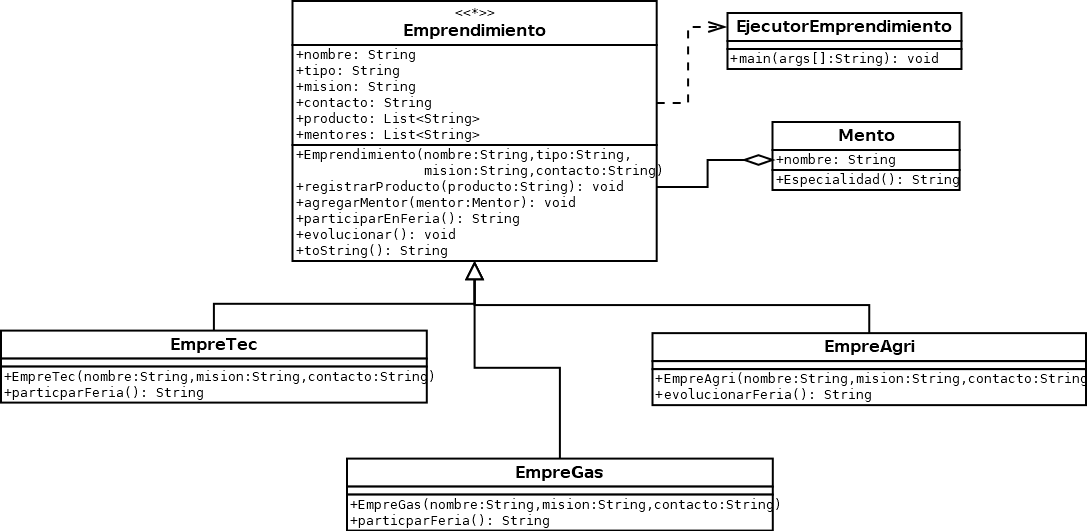 <<*>>
Emprendimiento
+nombre: String
+tipo: String
+mision: String
+contacto: String
+producto: List<String>
+mentores: List<String>
+Emprendimiento(nombre:String,tipo:String,
mision:String,contacto:String)
+registrarProducto(producto:String): void
+agregarMentor(mentor:Mentor): void
+participarEnFeria(): String
+evolucionar(): void
+toString(): String
EjecutorEmprendimiento
+main(args[]:String): void
Mento
+nombre: String
+Especialidad(): String
EmpreTec
+EmpreTec(nombre:String,mision:String,contacto:String)
+particparFeria(): String
EmpreAgri
+EmpreAgri(nombre:String,mision:String,contacto:String
+evolucionarFeria(): String
EmpreGas
+EmpreGas(nombre:String,mision:String,contacto:String)
+particparFeria(): String